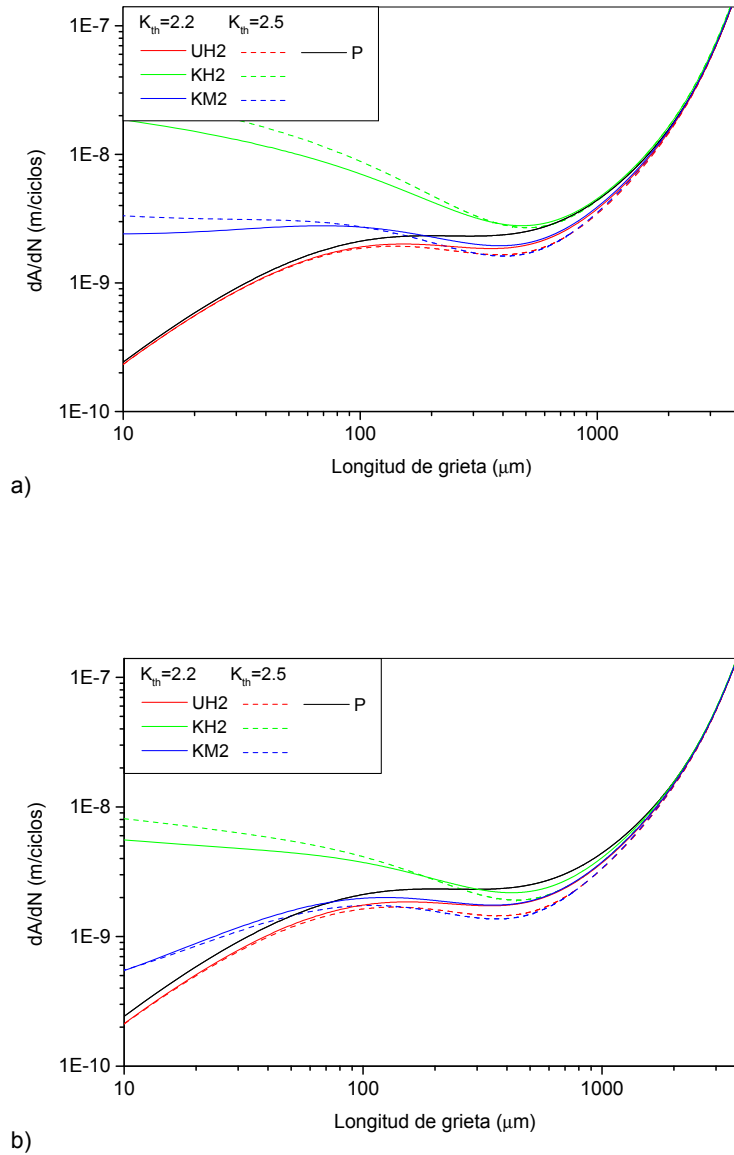 K_th=2.2 K_th=2.5
UH2 P
KH2
KM2
1E-7
1E-8
1E-9
1E-10
dA/dN (m/ciclos)
10 100 1000
Longitud de grieta (μm)
a)
K_th=2.2 K_th=2.5
UH2 P
KH2
KM2
1E-7
1E-8
1E-9
1E-10
dA/dN (m/ciclos)
10 100 1000
Longitud de grieta (μm)
b)